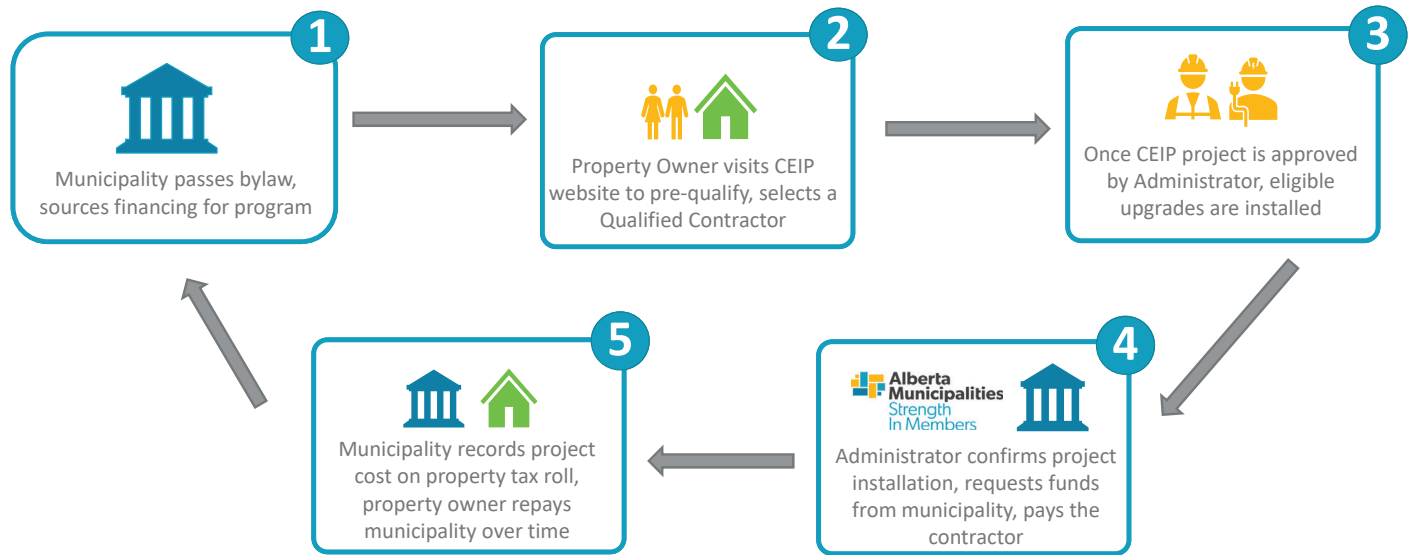 1
Municipality passes bylaw,
sources financing for program
2
Property Owner visits CEIP
website to pre-qualify, selects a
Qualified Contractor
3
Once CEIP project is approved
by Administrator, eligible
upgrades are installed
4
Alberta
Municipalities
Strength
In Members
Administrator confirms project
installation, requests funds
from municipality, pays the
contractor
5
Municipality records project
cost on property tax roll,
property owner repays
municipality over time